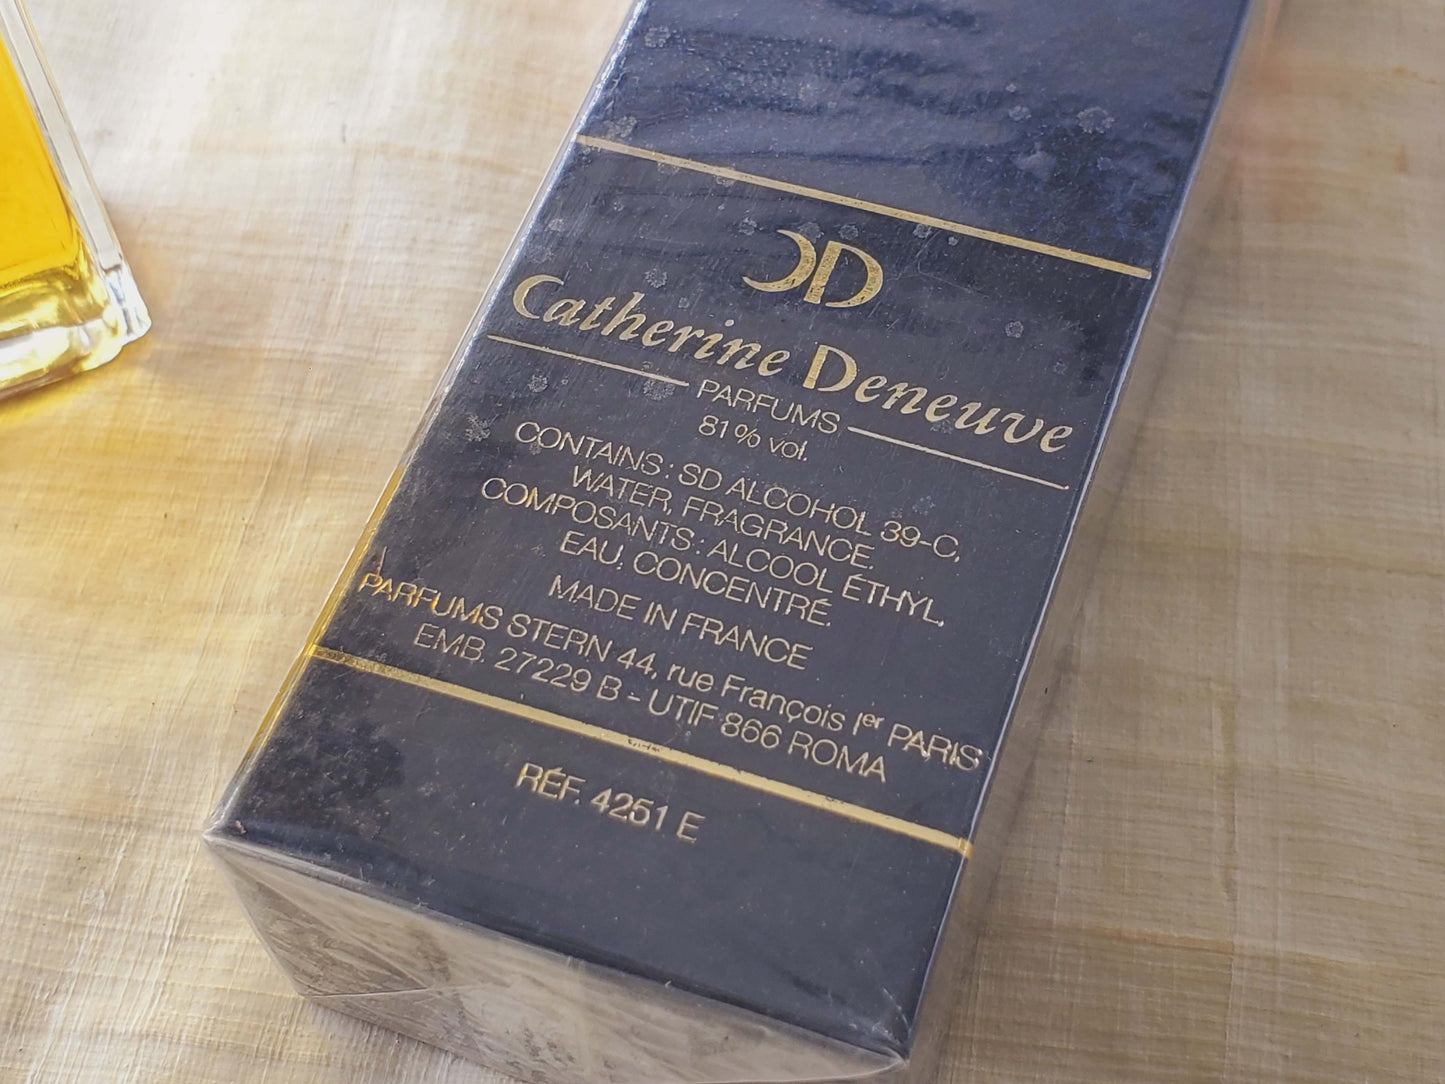 CD
Catherine Deneuve
PARFUMS
81% vol.
CONTAINS : SD ALCOHOL 39-C,
WATER, FRAGRANCE.
COMPOSANTS : ALCOOL ÉTHYL,
EAU, CONCENTRÉ.
MADE IN FRANCE
PARFUMS STERN 44, rue François Ier PARIS
EMB. 27229 B - UTIF 866 ROMA
RÉF. 4251 E